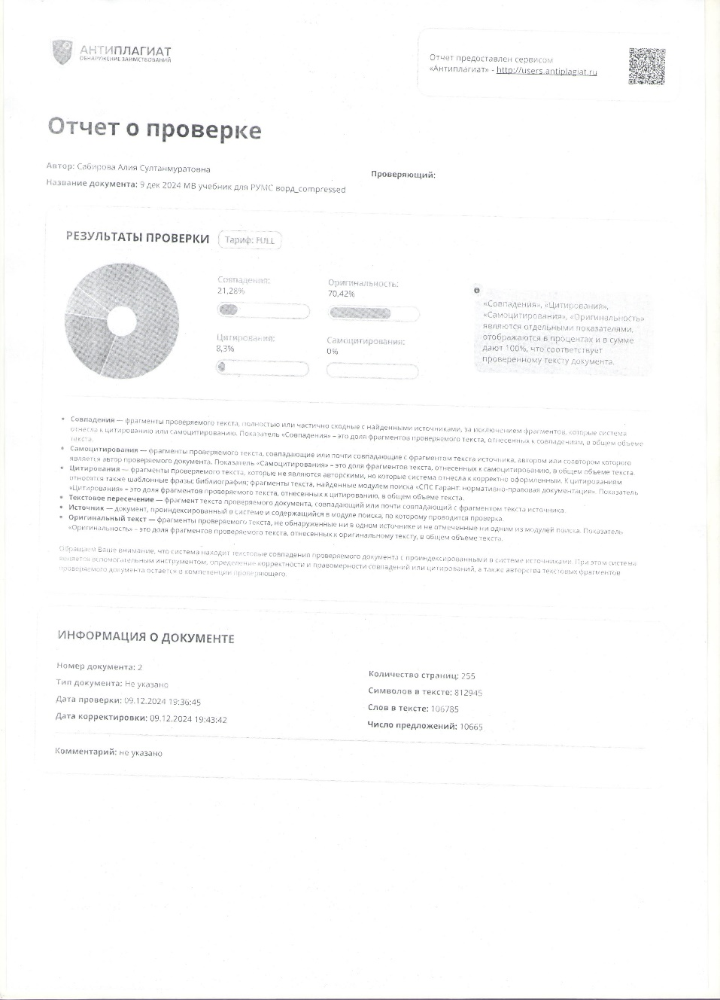 АНТИПЛАГИАТ
ОБНАРУЖЕНИЕ ЗАИМСТВОВАНИЙ
Отчет предоставлен сервисом
«Антиплагиат» - http://users.antiplagiat.ru
Отчет о проверке
Автор: Сабирова Алия Султанмуратовна
Проверяющий:
Название документа: 9 дек 2024 МВ учебник для РУМС ворд_compressed
РЕЗУЛЬТАТЫ ПРОВЕРКИ
Тариф: FULL
Совпадения:
21,28%
Оригинальность:
70,42%
Цитирования:
8,3%
Самоцитирования:
0%
«Совпадения», «Цитирования»,
«Самоцитирования», «Оригинальность»
являются отдельными показателями,
отображаются в процентах и в сумме
дают 100%, что соответствует
проверенному тексту документа.
• Совпадения — фрагменты проверяемого текста, полностью или частично сходные с найденными источниками, за исключением фрагментов, которые система
отнесла к цитированию или самоцитированию. Показатель «Совпадения» – это доля фрагментов проверяемого текста, отнесенных к совпадениям, в общем объеме
текста.
• Самоцитирования — фрагменты проверяемого текста, совпадающие или почти совпадающие с фрагментом текста источника, автором или соавтором которого
является автор проверяемого документа. Показатель «Самоцитирования» – это доля фрагментов текста, отнесенных к самоцитированию, в общем объеме текста.
• Цитирования — фрагменты проверяемого текста, которые не являются авторскими, но которые система отнесла к корректно оформленным. К цитированиям
относятся также шаблонные фразы; библиография; фрагменты текста, найденные модулем поиска «СПС Гарант: нормативно-правовая документация». Показатель
«Цитирования» – это доля фрагментов проверяемого текста, отнесенных к цитированию, в общем объеме текста.
• Текстовое пересечение — фрагмент текста проверяемого документа, совпадающий или почти совпадающий с фрагментом текста источника.
• Источник — документ, проиндексированный в системе и содержащийся в модуле поиска, по которому проводится проверка.
• Оригинальный текст — фрагменты проверяемого текста, не обнаруженные ни в одном источнике и не отмеченные ни одним из модулей поиска. Показатель
«Оригинальность» – это доля фрагментов проверяемого текста, отнесенных к оригинальному тексту, в общем объеме текста.
Обращаем Ваше внимание, что система находит текстовые совпадения проверяемого документа с проиндексированными в системе источниками. При этом система
является вспомогательным инструментом, определение корректности и правомерности совпадений или цитирований, а также авторства текстовых фрагментов
проверяемого документа остается в компетенции проверяющего.
ИНФОРМАЦИЯ О ДОКУМЕНТЕ
Номер документа: 2
Тип документа: Не указано
Дата проверки: 09.12.2024 19:36:45
Дата корректировки: 09.12.2024 19:43:42
Количество страниц: 255
Символов в тексте: 812945
Слов в тексте: 106785
Число предложений: 10665
Комментарий: не указано